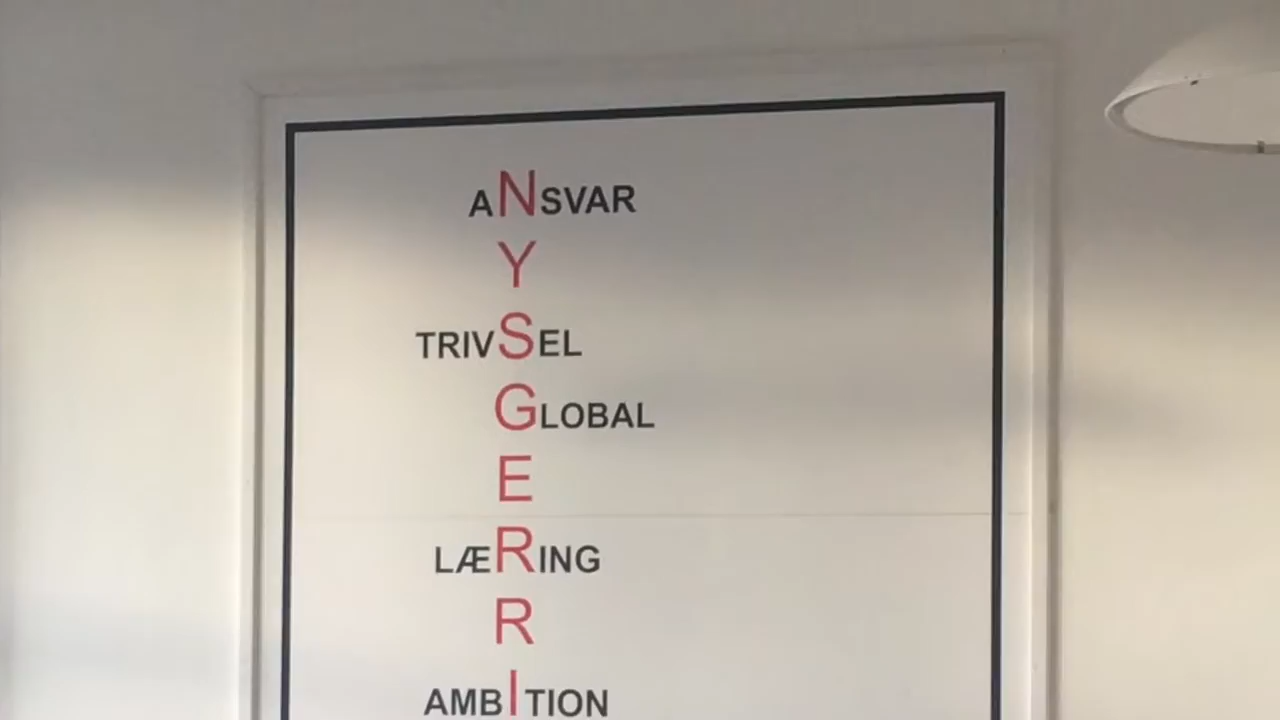 ANSVAR
Y
TRIVSEL
GLOBAL
E
LÆRING
R
AMBITION